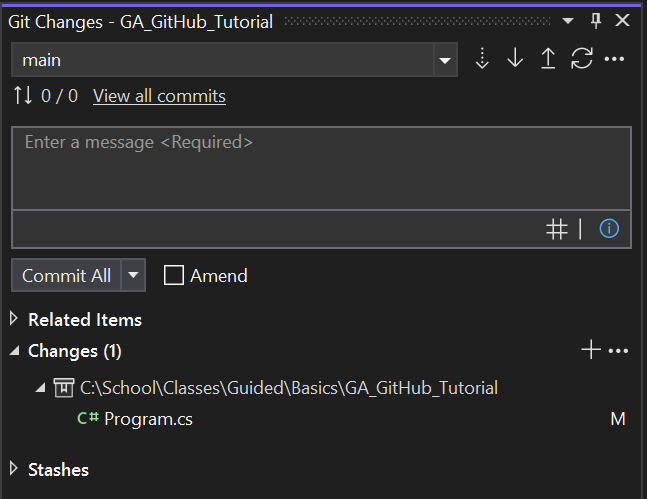 Git Changes - GA_GitHub_Tutorial
main
0 / 0 View all commits
Enter a message <Required>
Commit All Amend
Related Items
Changes (1)
C:\School\Classes\Guided\Basics\GA_GitHub_Tutorial
C# Program.cs M
Stashes